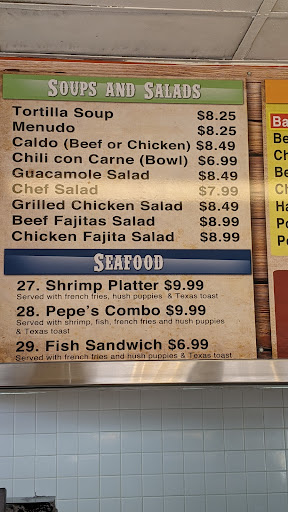 SOUPS AND SALADS
Tortilla Soup $8.25
Menudo $8.25
Caldo (Beef or Chicken) $8.49
Chili con Carne (Bowl) $6.99
Guacamole Salad $8.49
Chef Salad $7.99
Grilled Chicken Salad $8.49
Beef Fajitas Salad $8.99
Chicken Fajita Salad $8.99
SEAFOOD
27. Shrimp Platter $9.99
Served with french fries, hush puppies & Texas toast
28. Pepe's Combo $9.99
Served with shrimp, fish, french fries and hush puppies
& Texas toast
29. Fish Sandwich $6.99
Served with french fries and hush puppies & Texas toast